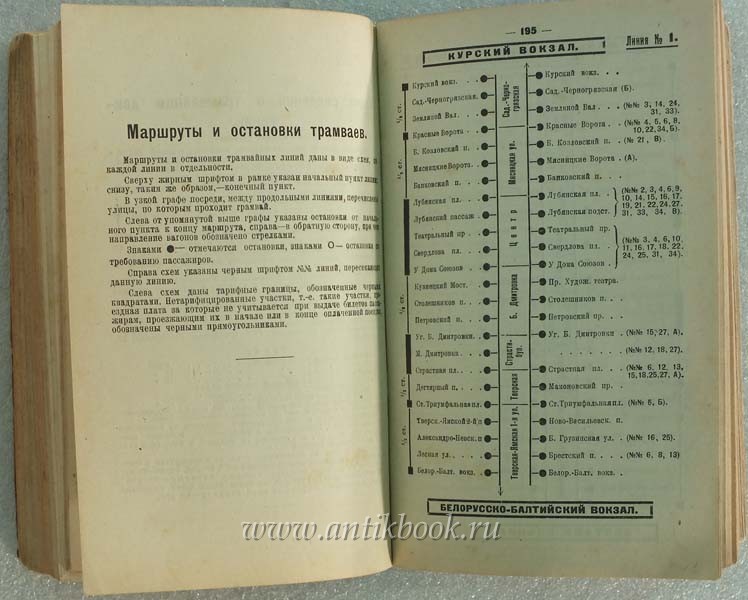 Маршруты и остановки трамваев.
Маршруты и остановки трамвайных линий даны в виде схем,
каждой линии в отдельности.
Сверху жирным шрифтом в рамке указан начальный пункт линии
снизу, таким же образом,—конечный пункт.
В узкой графе посреди, между продольными линиями, перечислены
улицы, по которым проходит трамвай.
Слева от упомянутой выше графы указаны остановки от
пункта к концу маршрута, справа—в обратную сторону, при
направление вагонов обозначено стрелками.
Знаками ●— отмечаются остановки, знаками О— остановки
требованию пассажиров.
Справа схем указаны черным шрифтом №№ линий,
данную линию.
Слева схем даны тарифные границы, обозначенные
квадратами. Нетарифицированные участки, т.-е. такие участки,
ездная плата за которые не учитывается при выдаче билетов
жирам, проезжающим их в начале или в конце оплаченной
обозначены черными прямоугольниками.
— 195 —
КУРСКИЙ ВОКЗАЛ.
Линия № 1.
Курский вокз. Курский вокз.
Сад.-Черногрязская. Сад.-Черногрязская (Б).
Земляной Вал. Земляной Вал. (№№ 3, 14, 24,
31, 33).
Красные Ворота Красные Ворота (№№ 4, 5, 6, 8,
10, 22, 34, Б).
Б. Козловский п. Б. Козловский п. (№ 21, В).
Мясницкие Ворота. Мясницкие Ворота. (А).
Банковский п. Банковский п.
Лубянская пл. Лубянская пл. (№№ 2, 3, 4, 6, 9,
10, 14, 15, 16, 17,
19, 21, 22, 24, 27,
Лубянский пассаж Лубянская подст. 31, 33, 34, В).
Театральный пр. Театральный пр.
Свердлова пл. Свердлова пл. (№№ 3, 4, 6, 10,
11, 16, 17, 18, 22,
24, 25, 31, 34).
У Дома Союзов У Дома Союзов
Кузнецкий Мост. Пр. Худож. театра.
Столешников п. Столешников п.
Петровский п. Петровский пр.
Уг. Б. Дмитровки. Уг. Б. Дмитровки (№№ 15, 27, А).
М. Дмитровка (№№ 12, 18, 27).
Страстная пл. Страстная пл. (№№ 6, 12, 13,
15, 18, 25, 27, А).
Дегтярный п. Мамоновский пр.
Ст. Триумфальная пл. Ст. Триумфальная пл. (№№ 5, Б).
Тверск.-Ямской 2-й п Ново-Васильевск. п.
Александро-Невск. п Б. Грузинская ул. (№№ 16, 25).
Лесная ул. Брестский п. (№№ 6, 8, 13)
Белор.-Балт. вокз. Белор.-Балт. вокз.
Сад.-Черно-
грязская
Мясницкая ул.
Центр
Б. Дмитровка
Страстн.
бул.
Тверская
Тверская-Ямская 1-я ул.
БЕЛОРУССКО-БАЛТИЙСКИЙ ВОКЗАЛ.
www.antikbook.ru